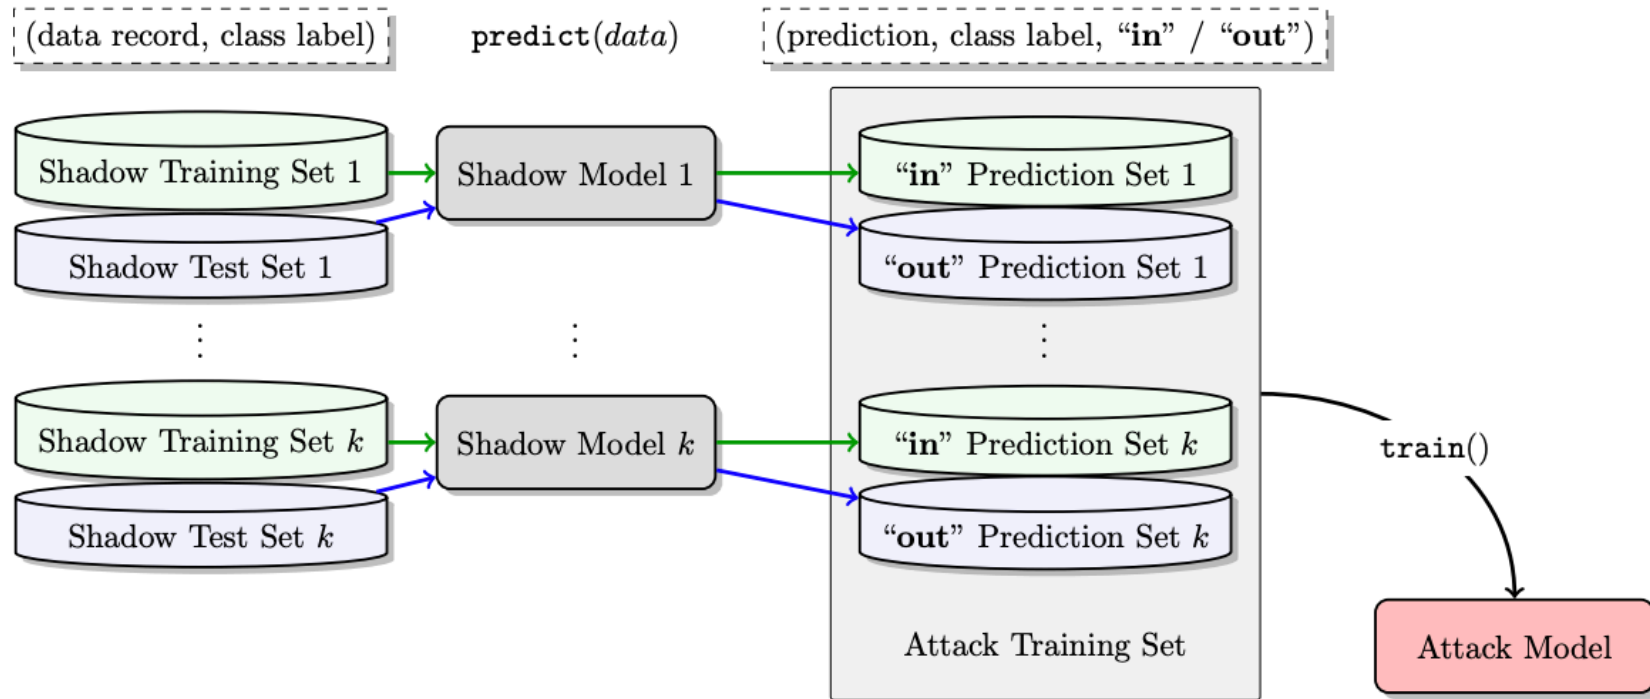 (data record, class label)
predict(data)
(prediction, class label, “in” / “out”)
Shadow Training Set 1
Shadow Model 1
“in” Prediction Set 1
Shadow Test Set 1
“out” Prediction Set 1
⋮
⋮
⋮
Shadow Training Set k
Shadow Model k
“in” Prediction Set k
train()
Shadow Test Set k
“out” Prediction Set k
Attack Training Set
Attack Model